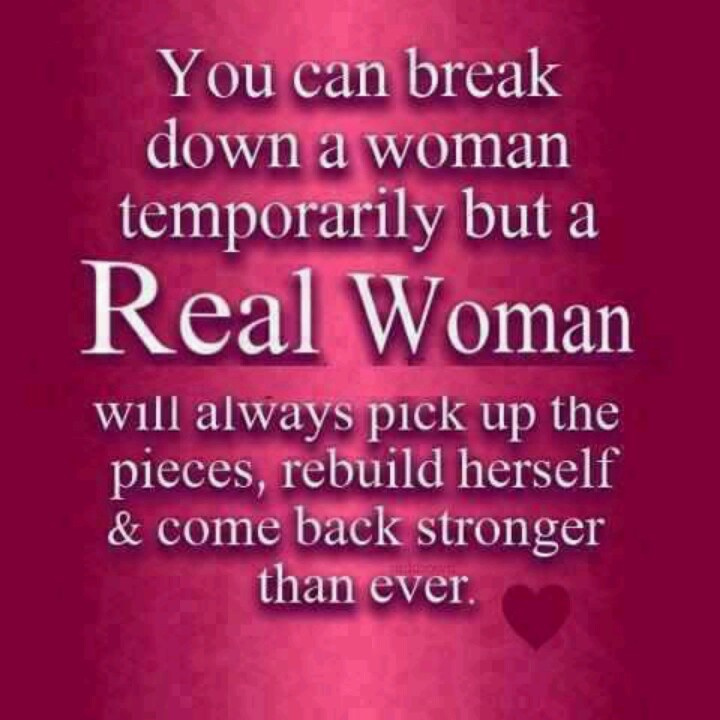 You can break
down a woman
temporarily but a
Real Woman
will always pick up the
pieces, rebuild herself
& come back stronger
than ever.